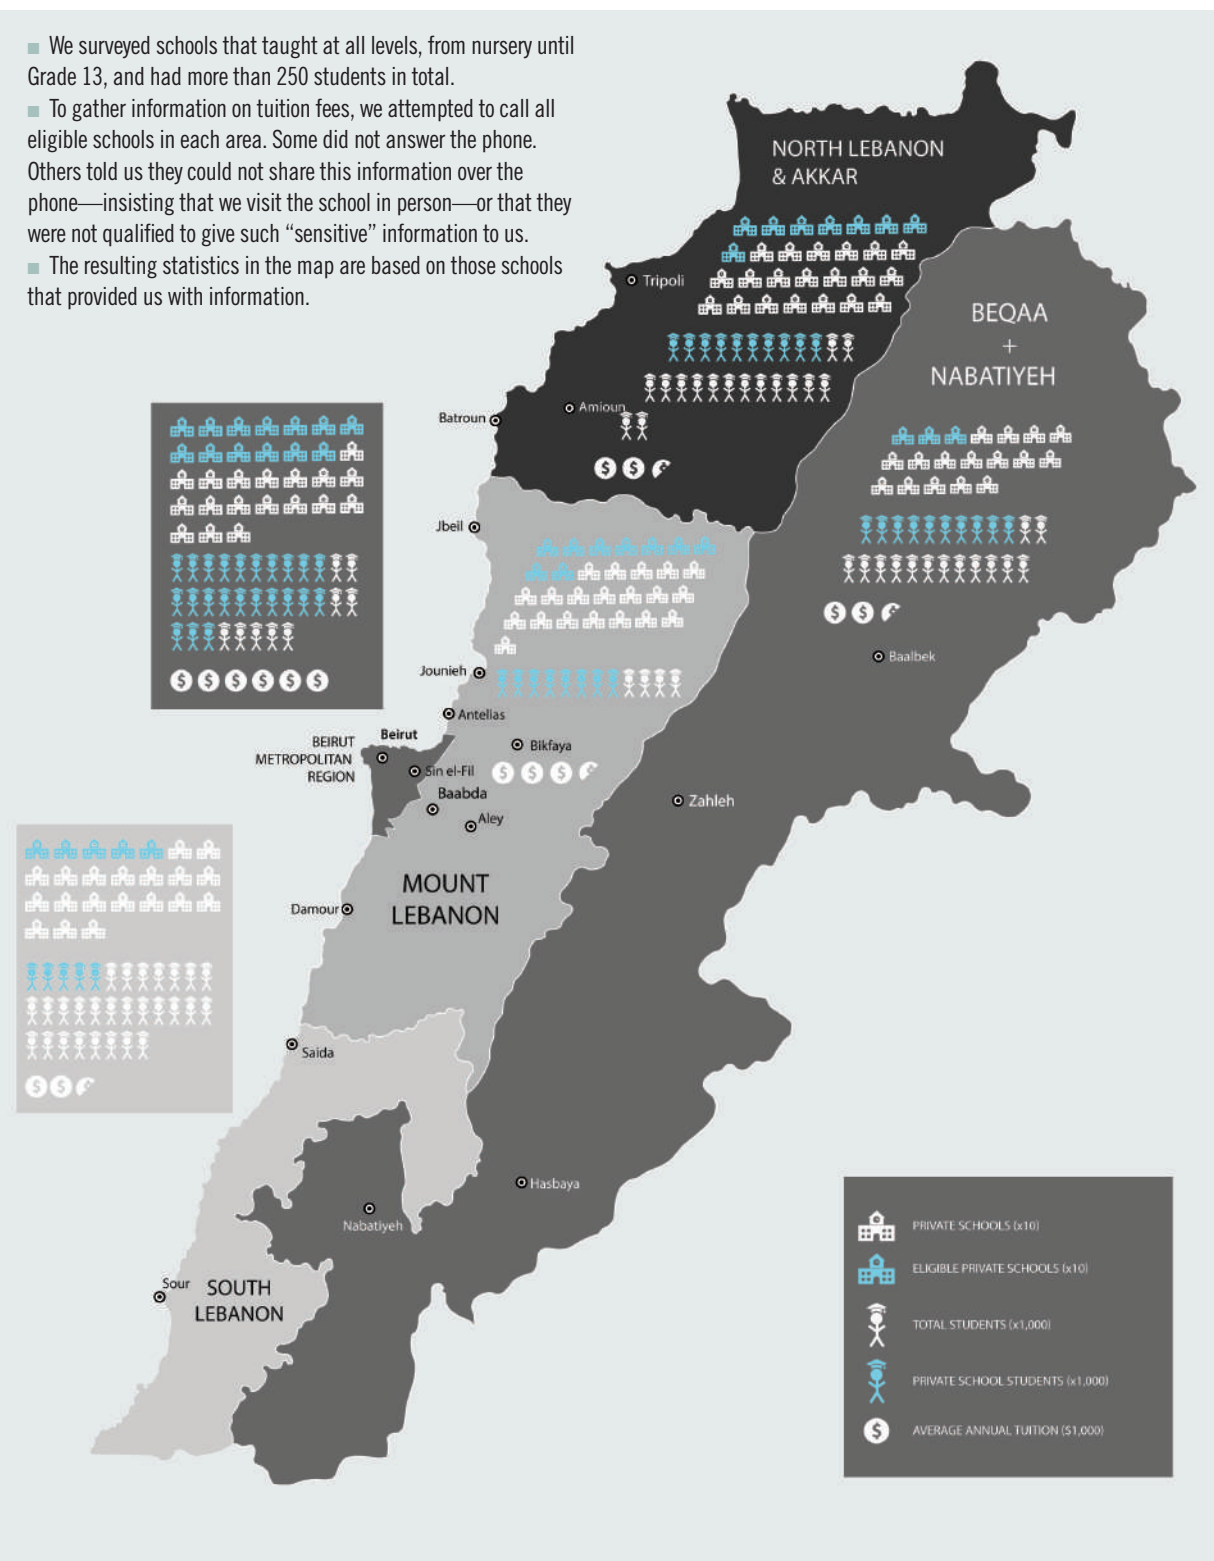 We surveyed schools that taught at all levels, from nursery until
Grade 13, and had more than 250 students in total.
To gather information on tuition fees, we attempted to call all
eligible schools in each area. Some did not answer the phone.
Others told us they could not share this information over the
phone—insisting that we visit the school in person—or that they
were not qualified to give such “sensitive” information to us.
The resulting statistics in the map are based on those schools
that provided us with information.
NORTH LEBANON
& AKKAR
Tripoli
BEQAA
+
NABATIYEH
Amioun
Batroun
Jbeil
Baalbek
Jounieh
Antelias
BEIRUT
METROPOLITAN
REGION
Beirut
Bikfaya
Sin el-Fil
Baabda
Aley
Zahleh
MOUNT
LEBANON
Damour
Saida
Hasbaya
Nabatiyeh
Sour
SOUTH
LEBANON
PRIVATE SCHOOLS (x10)
ELIGIBLE PRIVATE SCHOOLS (x10)
TOTAL STUDENTS (x1,000)
PRIVATE SCHOOL STUDENTS (x1,000)
$ AVERAGE ANNUAL TUITION ($1,000)